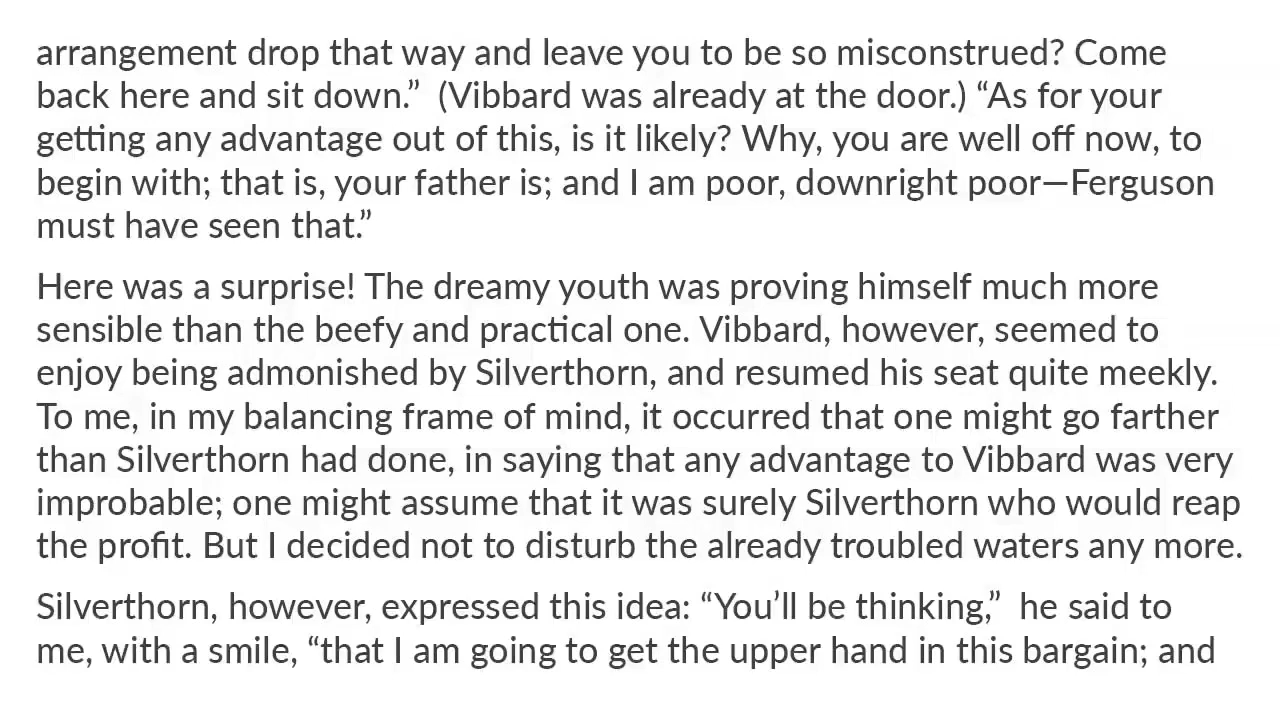 arrangement drop that way and leave you to be so misconstrued? Come
back here and sit down.”  (Vibbard was already at the door.) “As for your
getting any advantage out of this, is it likely? Why, you are well off now, to
begin with; that is, your father is; and I am poor, downright poor—Ferguson
must have seen that.”
Here was a surprise! The dreamy youth was proving himself much more
sensible than the beefy and practical one. Vibbard, however, seemed to
enjoy being admonished by Silverthorn, and resumed his seat quite meekly.
To me, in my balancing frame of mind, it occurred that one might go farther
than Silverthorn had done, in saying that any advantage to Vibbard was very
improbable; one might assume that it was surely Silverthorn who would reap
the profit. But I decided not to disturb the already troubled waters any more.
Silverthorn, however, expressed this idea: “You’ll be thinking,”  he said to
me, with a smile, “that I am going to get the upper hand in this bargain; and